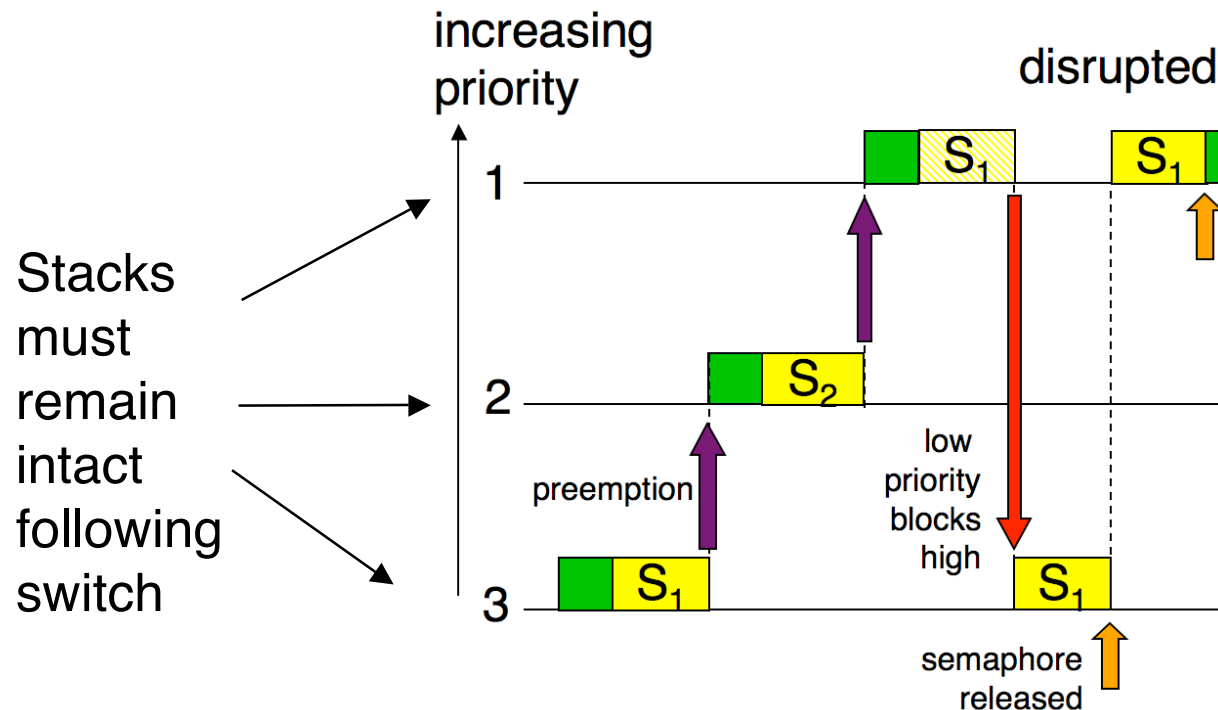 increasing
priority
disrupted
1
S₁
S₁
Stacks
must
remain
intact
following
switch
2
S₂
preemption
low
priority
blocks
high
3
S₁
S₁
semaphore
released